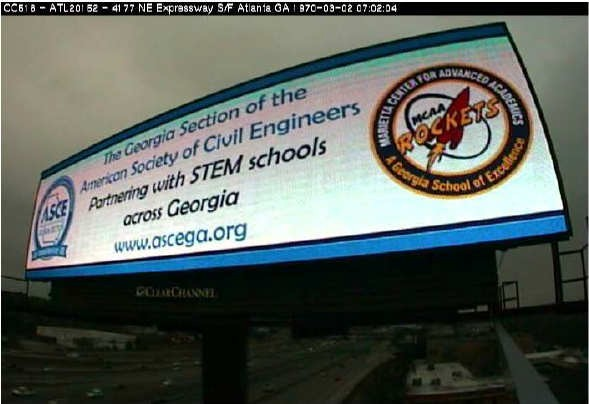 CC518 - ATL20152 - 4177 NE Expressway S/F Atlanta GA 1970-03-02 07:02:04
The Georgia Section of the
American Society of Civil Engineers
Partnering with STEM schools
across Georgia
www.ascega.org
ASCE
MARIETTA CENTER FOR ADVANCED ACADEMICS
MCAA
ROCKETS
A Georgia School of Excellence
CLEARCHANNEL